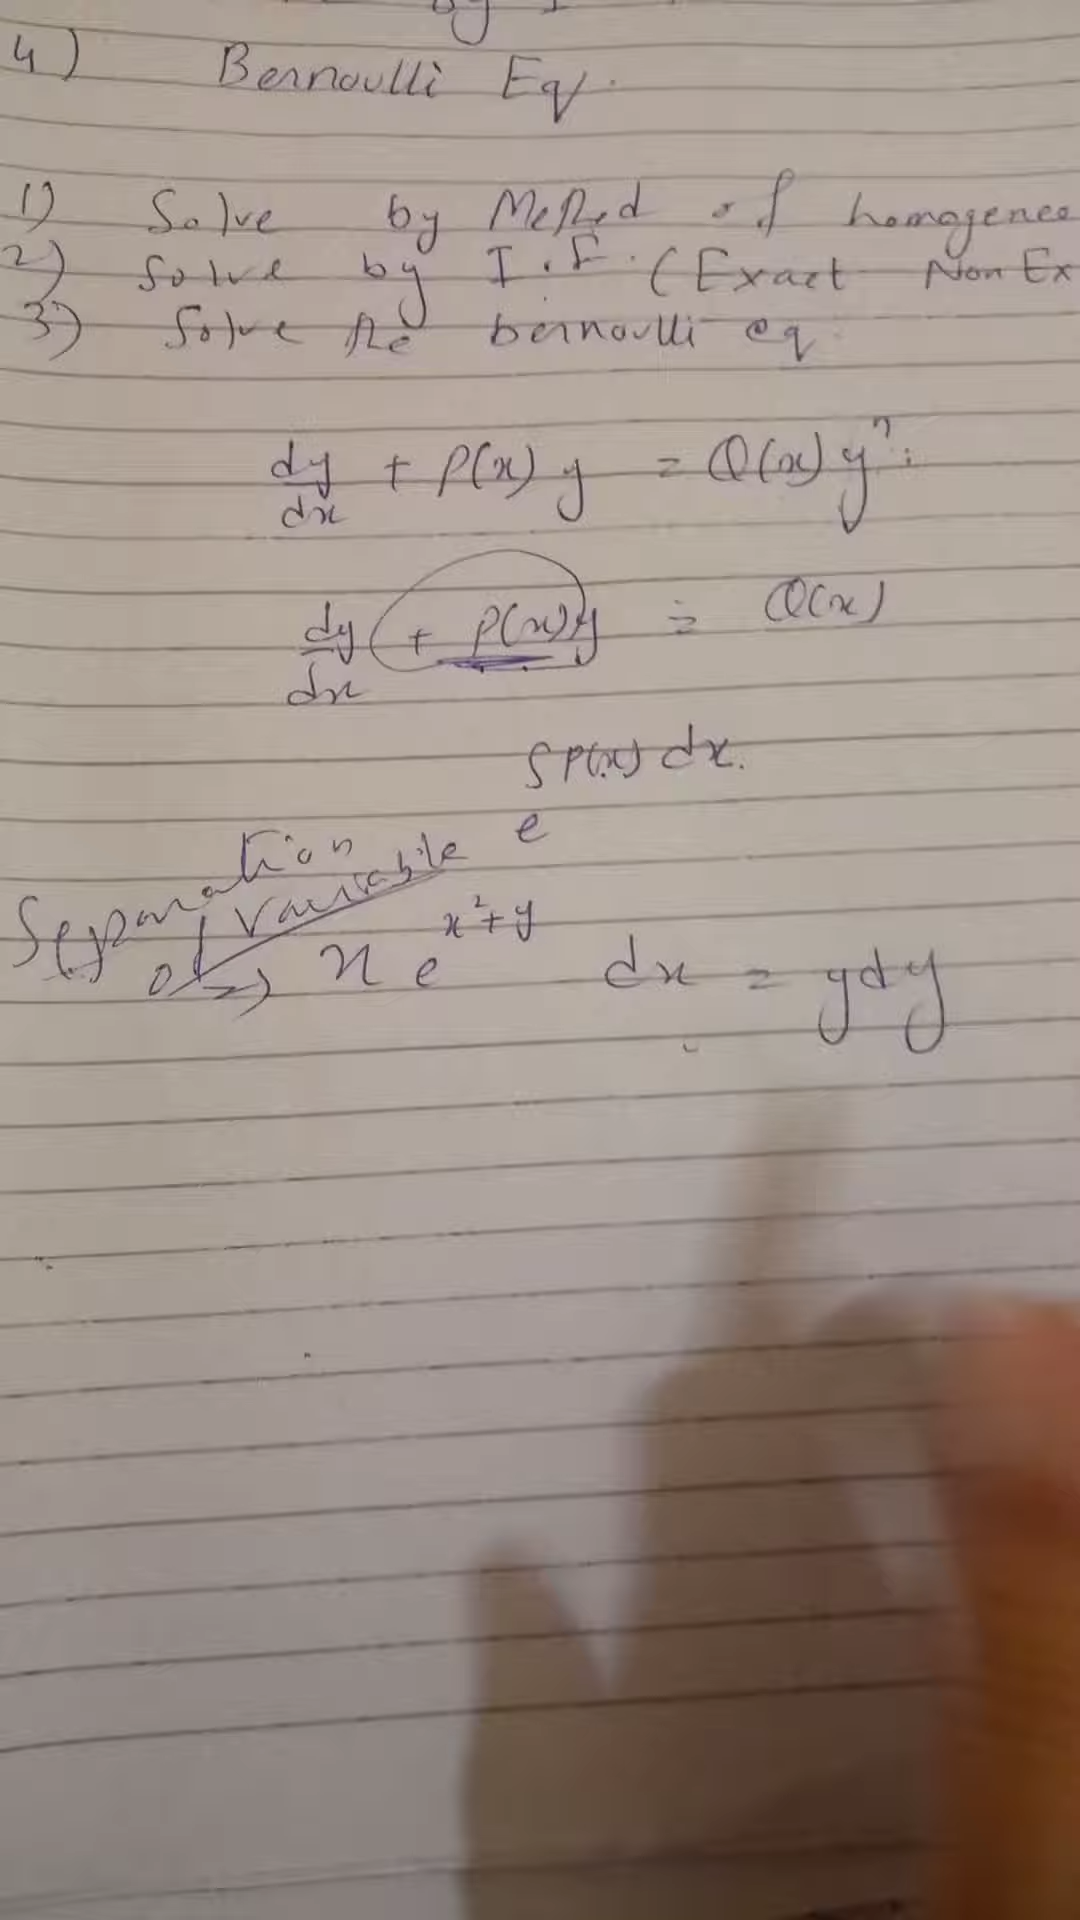 4) Bernoulli Eq.
1) Solve by Method of homogeneo
2) Solve by I.F. (Exact Non Ex
3) Solve the bernoulli eq
dy/dx + P(x) y = Q(x) yⁿ.
dy/dx + P(x)y = Q(x)
e^∫P(x) dx.
Separation
of variable
→ x e^(x²+y) dx = ydy